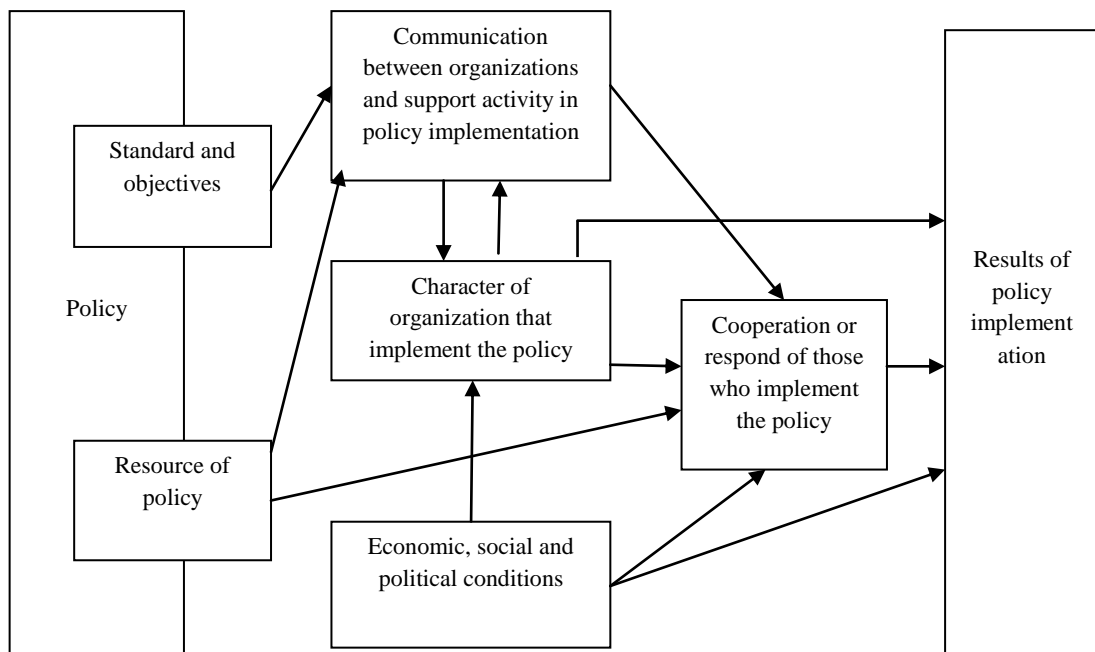 Communication
between organizations
and support activity in
policy implementation
Standard and
objectives
Policy
Character of
organization that
implement the policy
Cooperation or
respond of those
who implement
the policy
Results of
policy
implement
ation
Resource of
policy
Economic, social and
political conditions